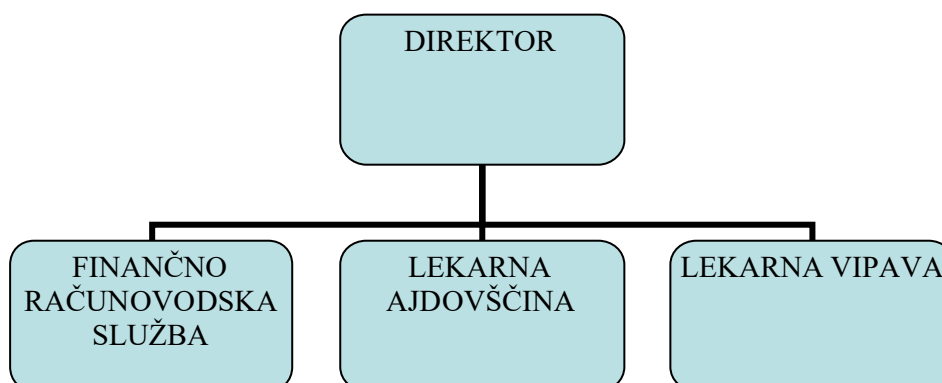 DIREKTOR
FINANČNO
RAČUNOVODSKA
SLUŽBA
LEKARNA
AJDOVŠČINA
LEKARNA VIPAVA